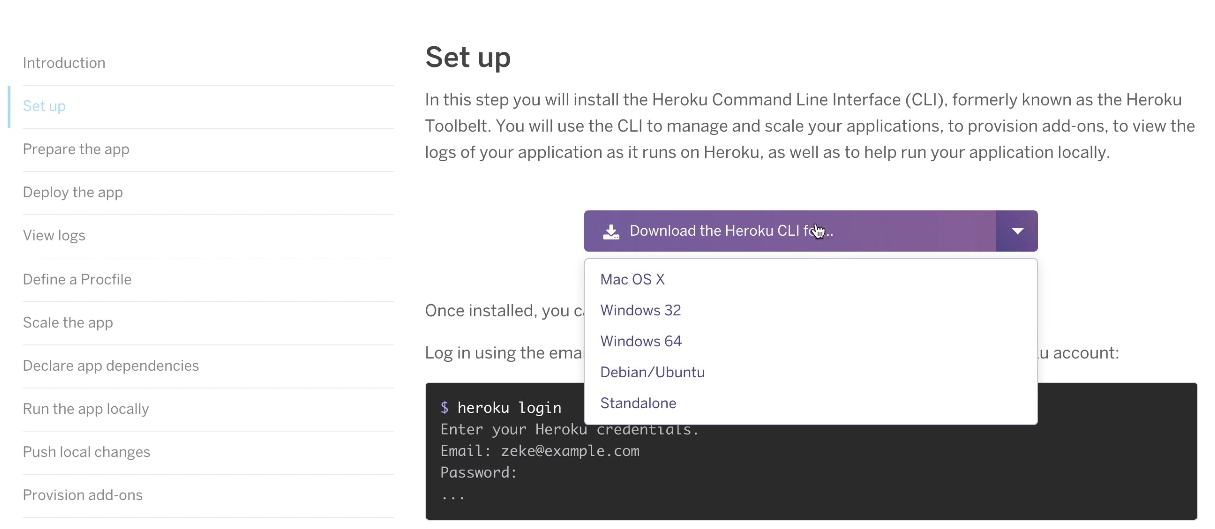 Introduction
Set up
Prepare the app
Deploy the app
View logs
Define a Procfile
Scale the app
Declare app dependencies
Run the app locally
Push local changes
Provision add-ons
Set up
In this step you will install the Heroku Command Line Interface (CLI), formerly known as the Heroku
Toolbelt. You will use the CLI to manage and scale your applications, to provision add-ons, to view the
logs of your application as it runs on Heroku, as well as to help run your application locally.
Download the Heroku CLI for...
Mac OS X
Windows 32
Windows 64
Debian/Ubuntu
Standalone
Once installed, you
Log in using the account:
$ heroku login
Enter your Heroku credentials.
Email: zeke@example.com
Password:
...